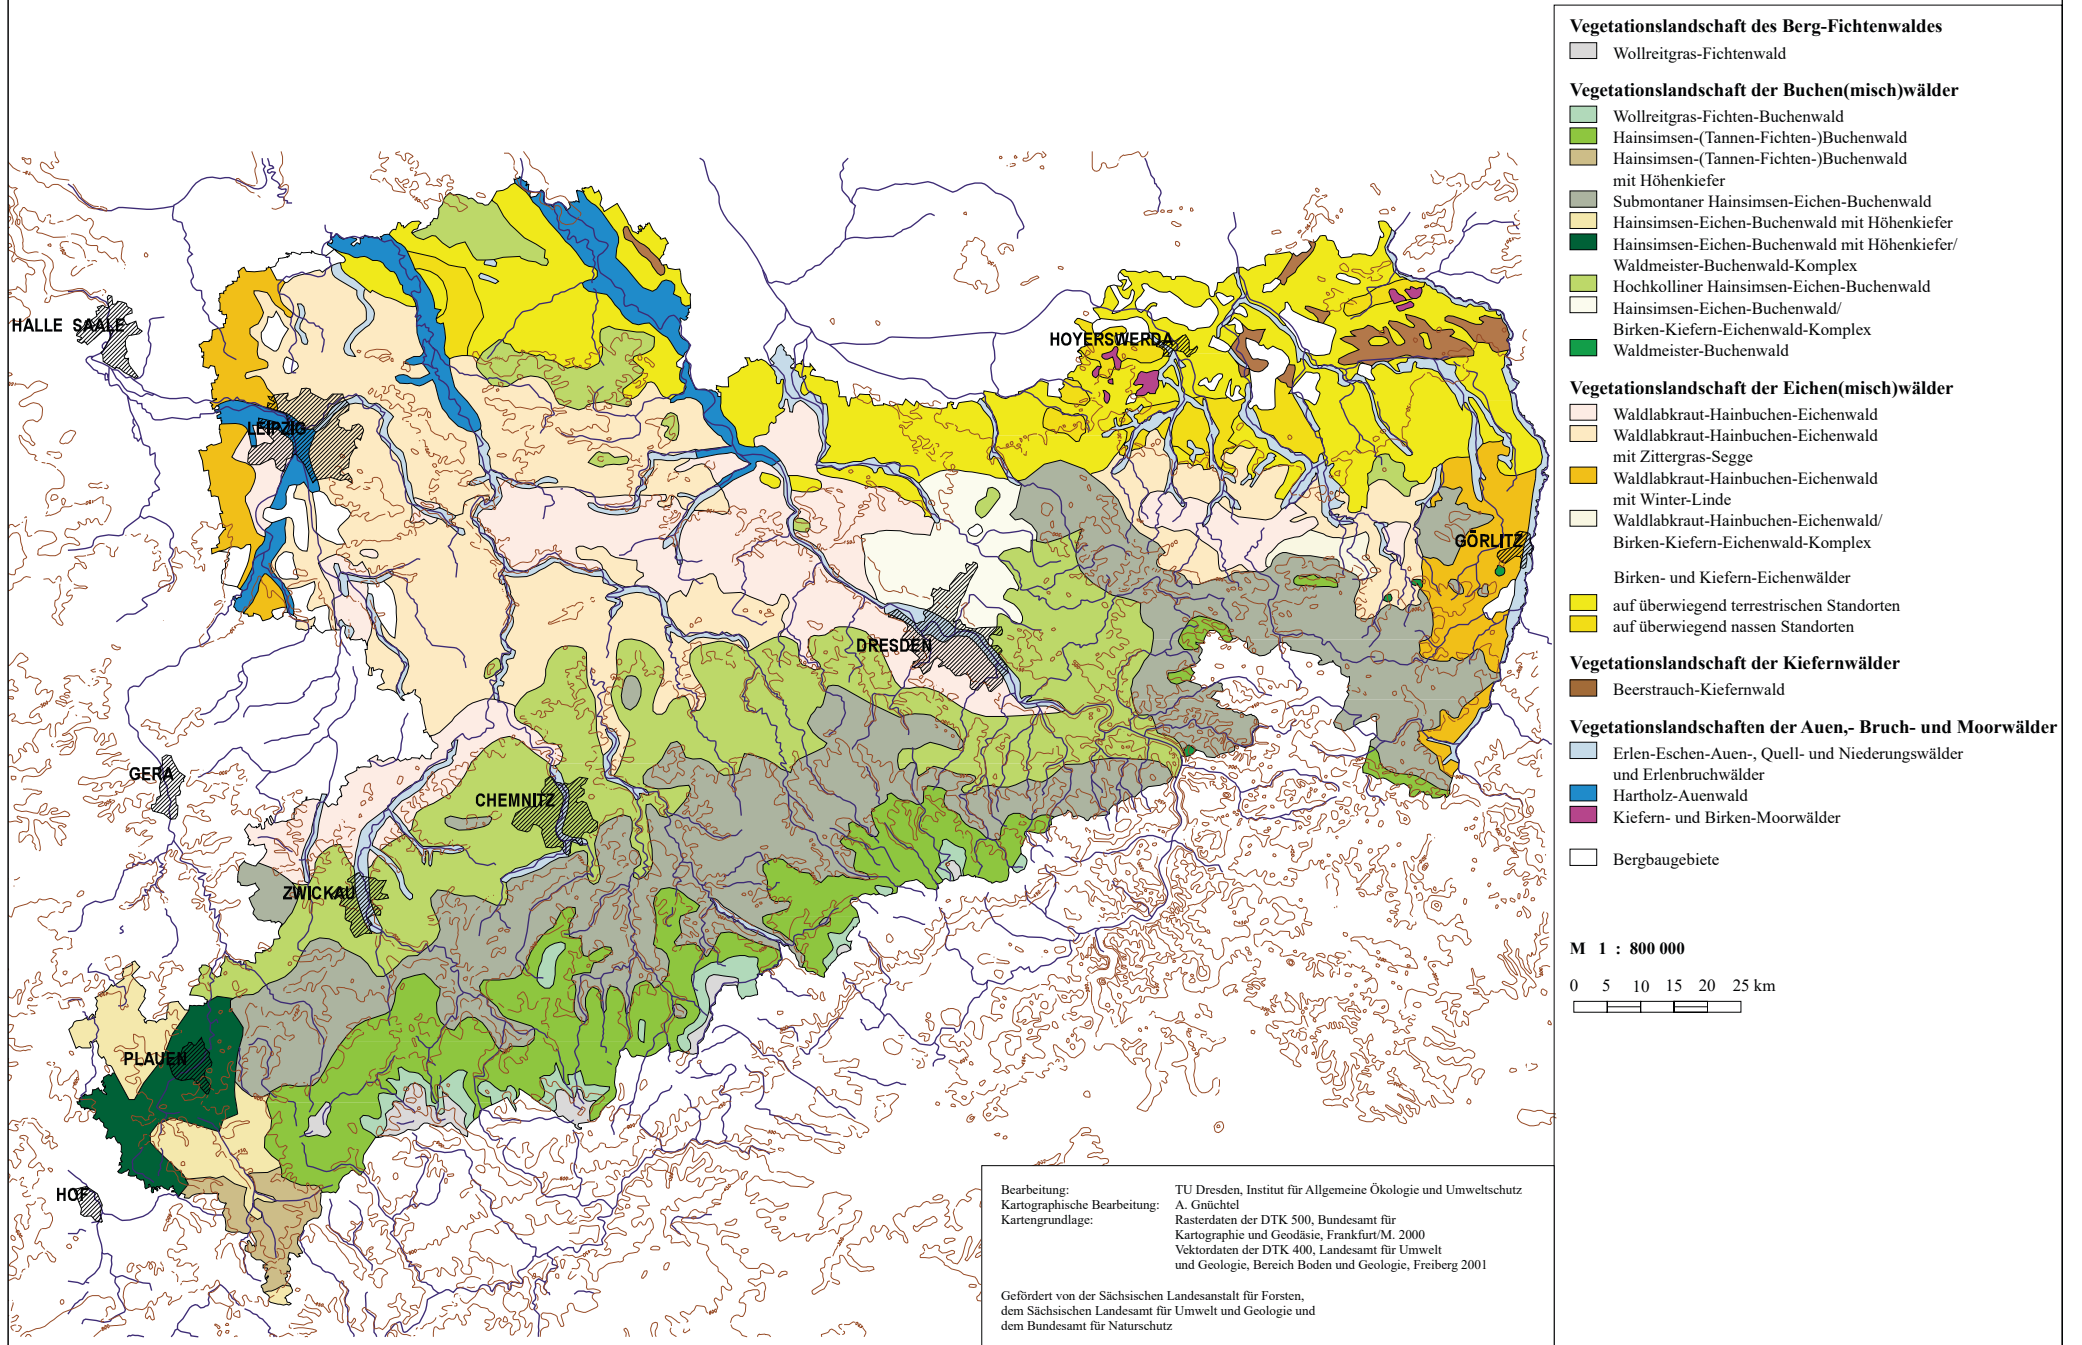 HALLE SAALE
LEIPZIG
HOYERSWERDA
GÖRLITZ
DRESDEN
GERA
CHEMNITZ
ZWICKAU
PLAUEN
HOF
Vegetationslandschaft des Berg-Fichtenwaldes
Wollreitgras-Fichtenwald
Vegetationslandschaft der Buchen(misch)wälder
Wollreitgras-Fichten-Buchenwald
Hainsimsen-(Tannen-Fichten-)Buchenwald
Hainsimsen-(Tannen-Fichten-)Buchenwald
mit Höhenkiefer
Submontaner Hainsimsen-Eichen-Buchenwald
Hainsimsen-Eichen-Buchenwald mit Höhenkiefer
Hainsimsen-Eichen-Buchenwald mit Höhenkiefer/
Waldmeister-Buchenwald-Komplex
Hochkolliner Hainsimsen-Eichen-Buchenwald
Hainsimsen-Eichen-Buchenwald/
Birken-Kiefern-Eichenwald-Komplex
Waldmeister-Buchenwald
Vegetationslandschaft der Eichen(misch)wälder
Waldlabkraut-Hainbuchen-Eichenwald
Waldlabkraut-Hainbuchen-Eichenwald
mit Zittergras-Segge
Waldlabkraut-Hainbuchen-Eichenwald
mit Winter-Linde
Waldlabkraut-Hainbuchen-Eichenwald/
Birken-Kiefern-Eichenwald-Komplex
Birken- und Kiefern-Eichenwälder
auf überwiegend terrestrischen Standorten
auf überwiegend nassen Standorten
Vegetationslandschaft der Kiefernwälder
Beerstrauch-Kiefernwald
Vegetationslandschaften der Auen,- Bruch- und Moorwälder
Erlen-Eschen-Auen-, Quell- und Niederungswälder
und Erlenbruchwälder
Hartholz-Auenwald
Kiefern- und Birken-Moorwälder
Bergbaugebiete
M 1 : 800 000
0 5 10 15 20 25 km
Bearbeitung: TU Dresden, Institut für Allgemeine Ökologie und Umweltschutz
Kartographische Bearbeitung: A. Gnüchtel
Kartengrundlage: Rasterdaten der DTK 500, Bundesamt für
Kartographie und Geodäsie, Frankfurt/M. 2000
Vektordaten der DTK 400, Landesamt für Umwelt
und Geologie, Bereich Boden und Geologie, Freiberg 2001
Gefördert von der Sächsischen Landesanstalt für Forsten,
dem Sächsischen Landesamt für Umwelt und Geologie und
dem Bundesamt für Naturschutz